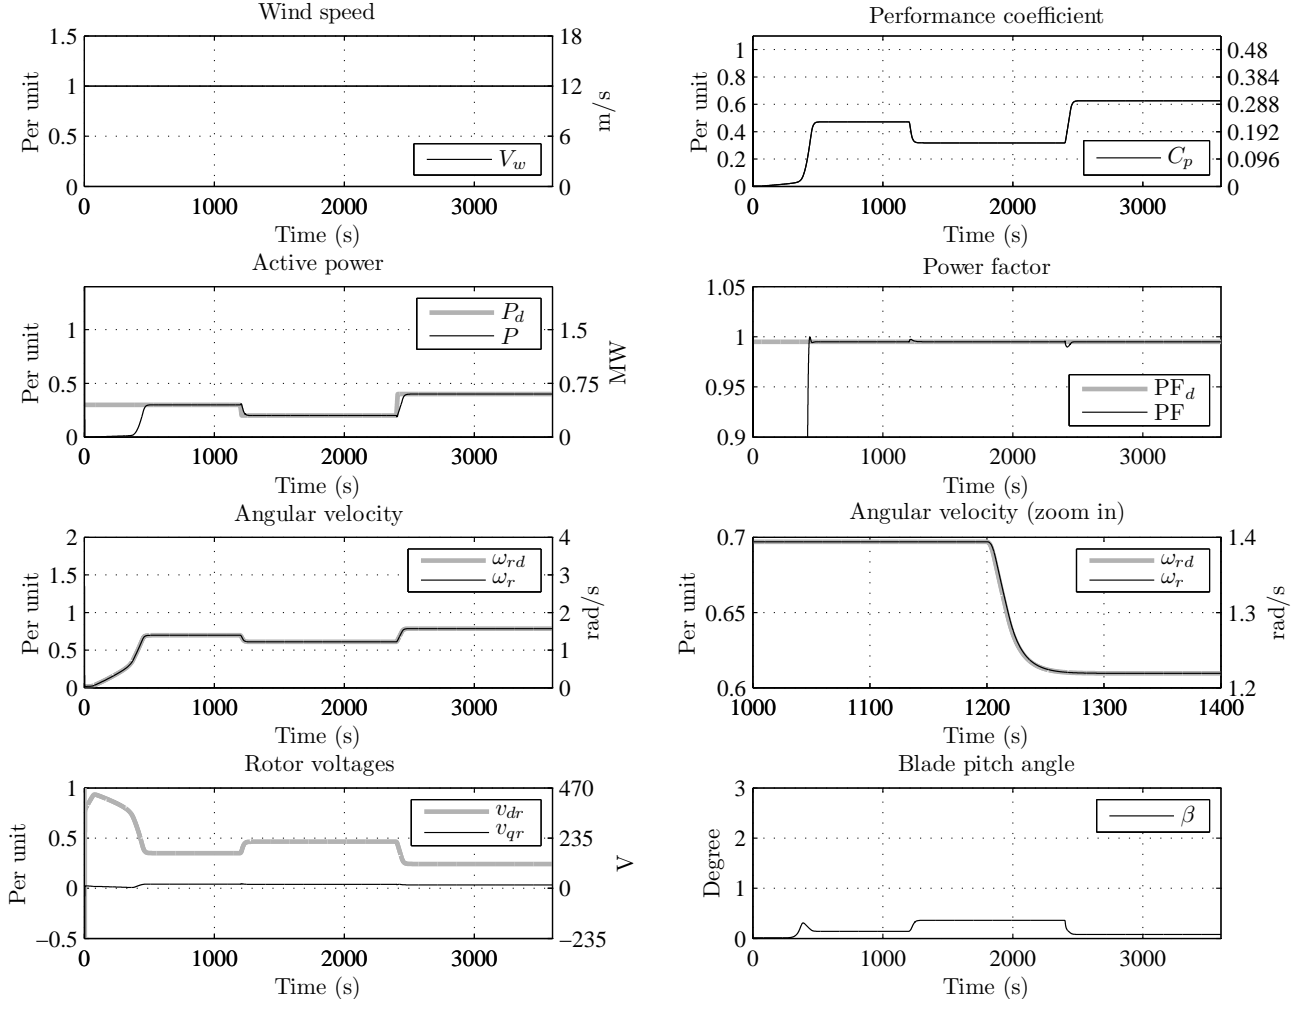 Wind speed
1.5
1
0.5
0
18
12
6
0
Per unit
m/s
V_w
0 1000 2000 3000
Time (s)
Performance coefficient
1
0.8
0.6
0.4
0.2
0
0.48
0.384
0.288
0.192
0.096
0
Per unit
C_p
0 1000 2000 3000
Time (s)
Active power
1
0.5
0
1.5
0.75
0
Per unit
MW
P_d
P
0 1000 2000 3000
Time (s)
Power factor
1.05
1
0.95
0.9
Per unit
PF_d
PF
0 1000 2000 3000
Time (s)
Angular velocity
2
1.5
1
0.5
0
4
3
2
1
0
Per unit
rad/s
ω_rd
ω_r
0 1000 2000 3000
Time (s)
Angular velocity (zoom in)
0.7
0.65
0.6
1.4
1.3
1.2
Per unit
rad/s
ω_rd
ω_r
1000 1100 1200 1300 1400
Time (s)
Rotor voltages
1
0.5
0
−0.5
470
235
0
−235
Per unit
V
v_dr
v_qr
0 1000 2000 3000
Time (s)
Blade pitch angle
3
2
1
0
Degree
β
0 1000 2000 3000
Time (s)